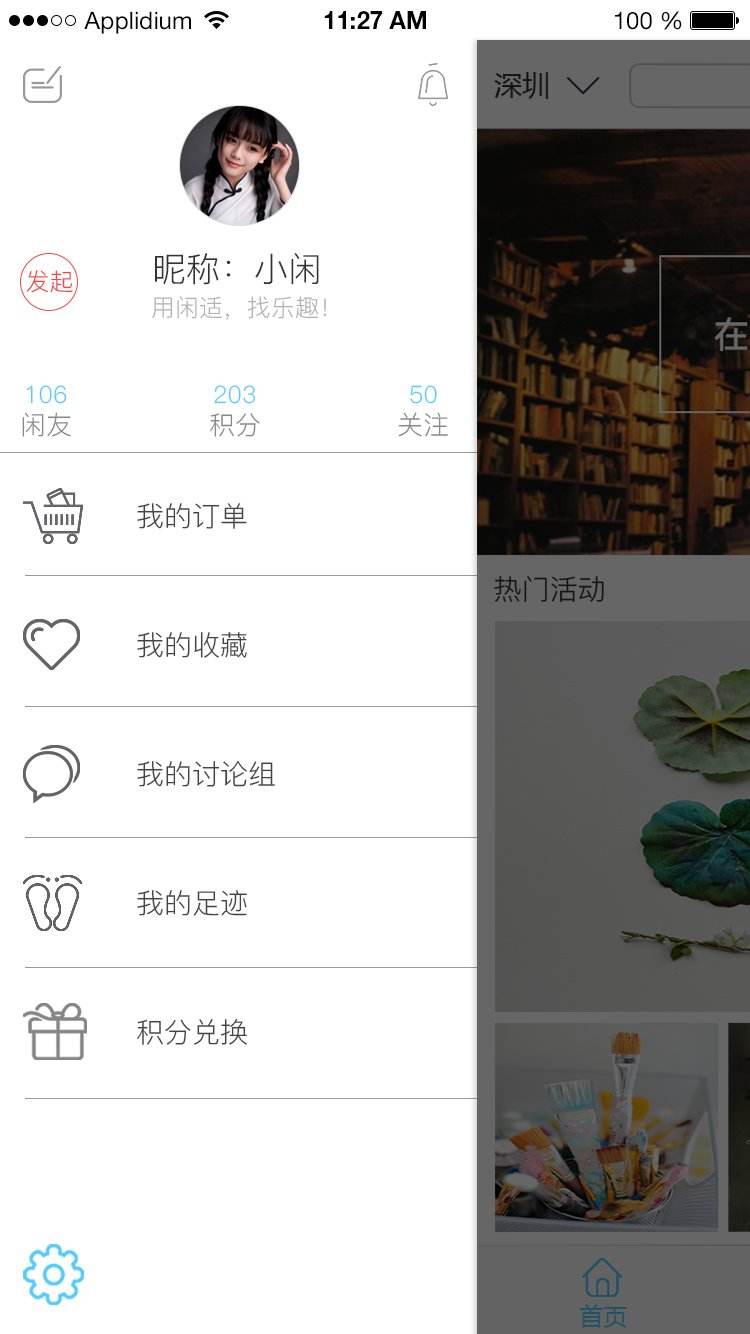 Applidium 11:27 AM 100 %
深圳
发起
昵称：小闲
用闲适，找乐趣！
106 203 50
闲友 积分 关注
在
我的订单
热门活动
我的收藏
我的讨论组
我的足迹
积分兑换
首页